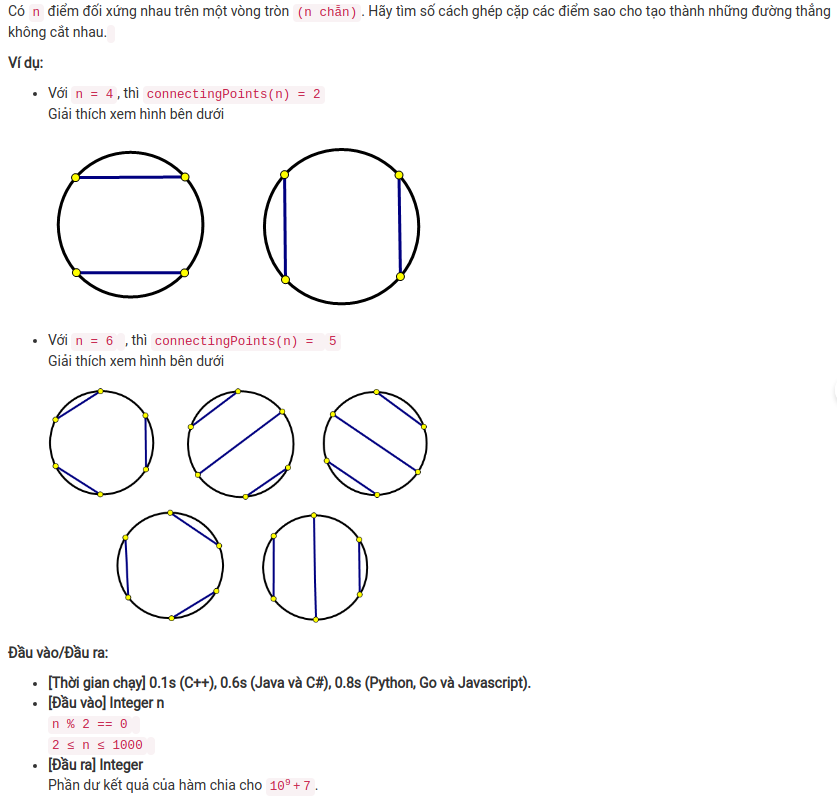 Có n điểm đối xứng nhau trên một vòng tròn (n chẵn). Hãy tìm số cách ghép cặp các điểm sao cho tạo thành những đường thẳng
không cắt nhau.
Ví dụ:
• Với n = 4, thì connectingPoints(n) = 2
Giải thích xem hình bên dưới
• Với n = 6 , thì connectingPoints(n) = 5
Giải thích xem hình bên dưới
Đầu vào/Đầu ra:
• [Thời gian chạy] 0.1s (C++), 0.6s (Java và C#), 0.8s (Python, Go và Javascript).
• [Đầu vào] Integer n
n % 2 == 0
2 ≤ n ≤ 1000
• [Đầu ra] Integer
Phần dư kết quả của hàm chia cho 10⁹+7.